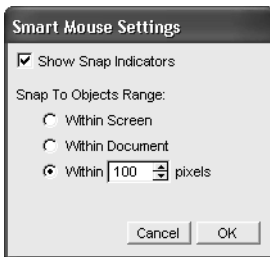 Smart Mouse Settings
Show Snap Indicators
Snap To Objects Range:
Within Screen
Within Document
Within 100 pixels
Cancel OK